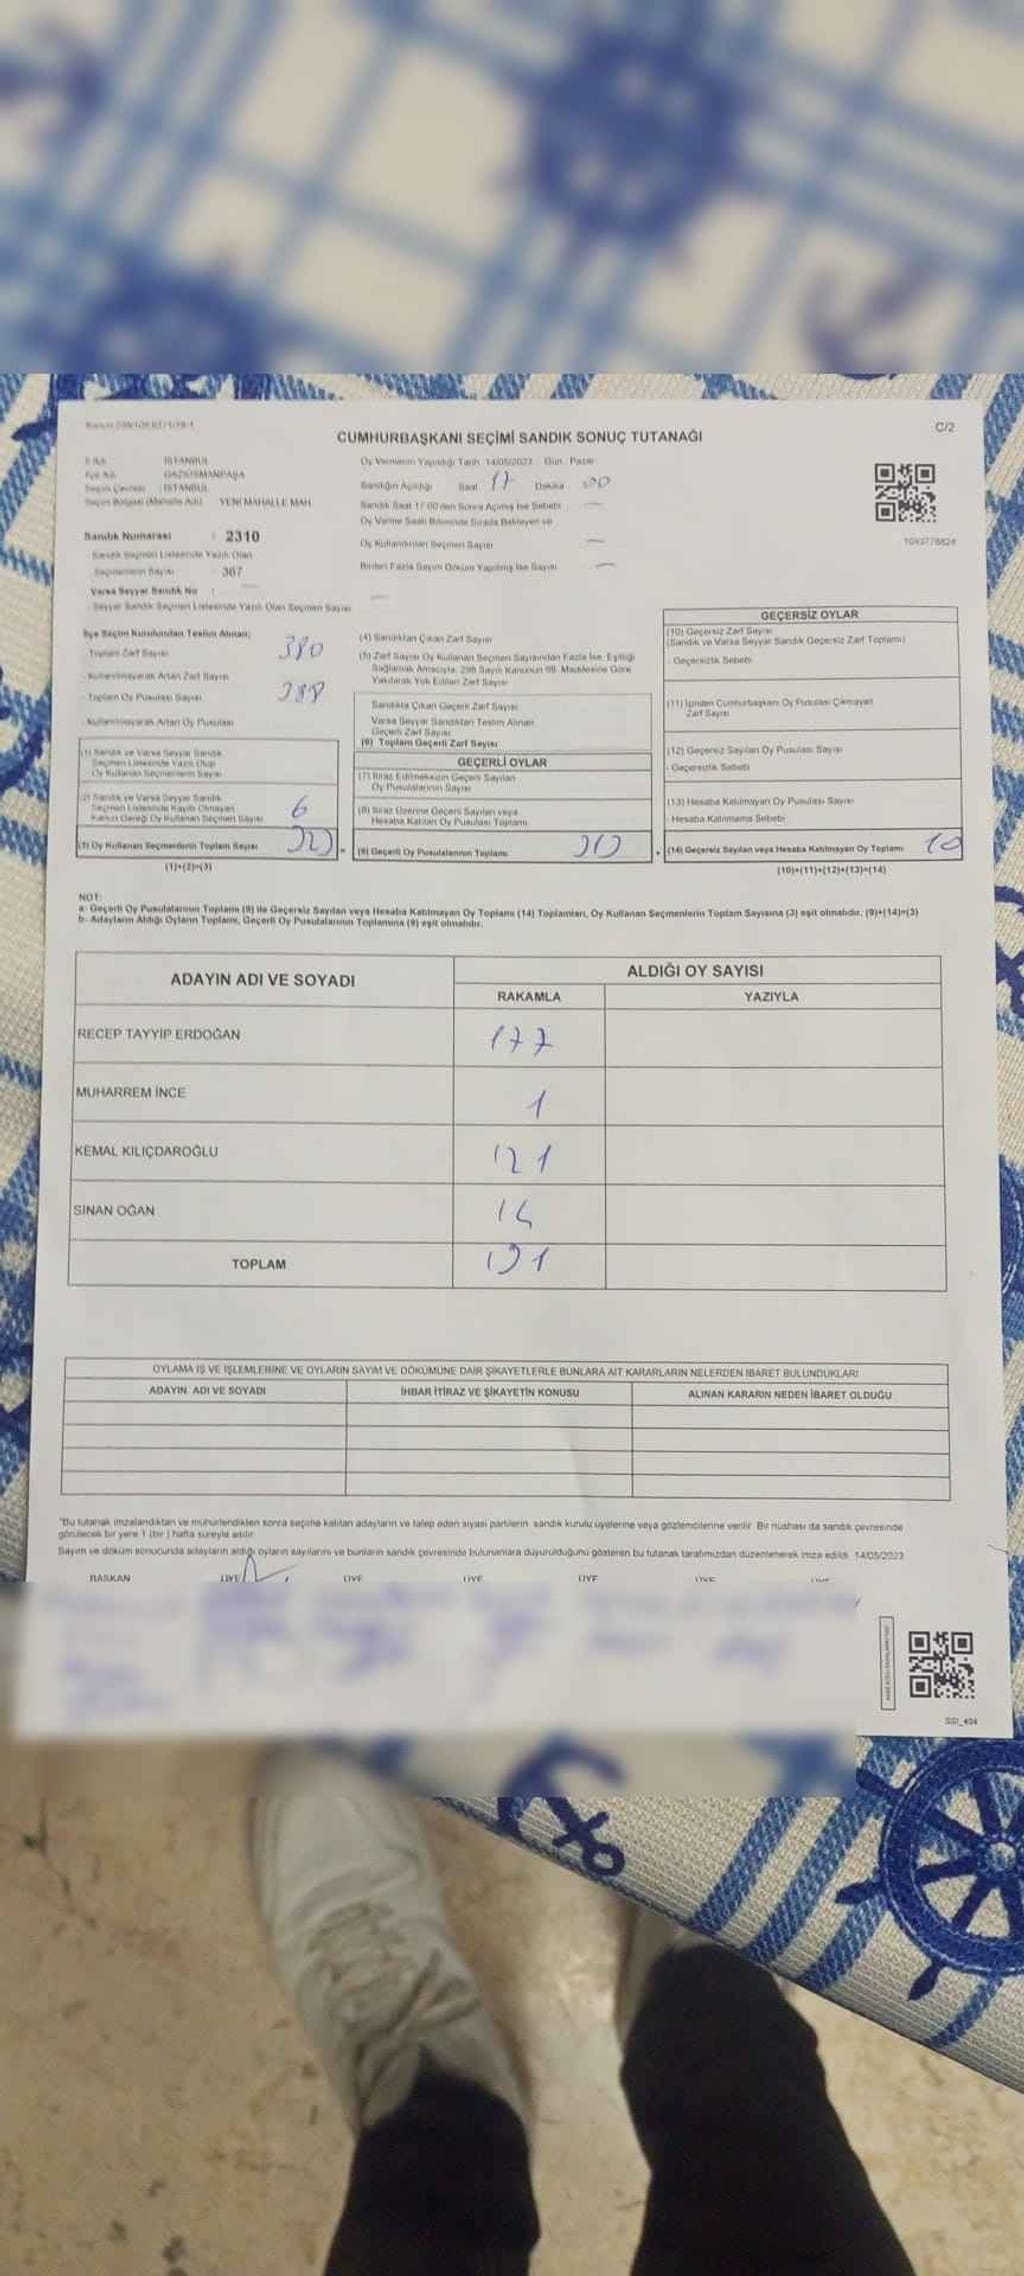 C/2
CUMHURBAŞKANI SEÇİMİ SANDIK SONUÇ TUTANAĞI
İli Adı : İSTANBUL
İlçe Adı : GAZİOSMANPAŞA
Seçim Çevresi : İSTANBUL
Seçim Bölgesi (Mahalle Adı) : YENİ MAHALLE MAH
Oy Vermenin Yapıldığı Tarih : 14/05/2023 Gün : Pazar
Sandığın Açıldığı Saat 17 Dakika 00
Sandık Saat 17:00'den Sonra Açılmış İse Sebebi
Oy Verme Saati Bitiminde Sırada Bekleyen ve
Oy Kullandırılan Seçmen Sayısı
Birden Fazla Sayım Döküm Yapılmış İse Sayısı
Sandık Numarası : 2310
Sandık Seçmen Listesinde Yazılı Olan
Seçmenlerin Sayısı : 367
Varsa Seyyar Sandık No :
Seyyar Sandık Seçmen Listesinde Yazılı Olan Seçmen Sayısı
İlçe Seçim Kurulundan Teslim Alınan;
Toplam Zarf Sayısı 380
Kullanılmayarak Artan Zarf Sayısı
Toplam Oy Pusulası Sayısı
Kullanılmayarak Artan Oy Pusulası
(1) Sandık ve Varsa Seyyar Sandık
Seçmen Listesinde Yazılı Olup
Oy Kullanan Seçmenlerin Sayısı
(2) Sandık ve Varsa Seyyar Sandık
Seçmen Listesinde Kayıtlı Olmayan
Kanun Gereği Oy Kullanan Seçmen Sayısı 6
(3) Oy Kullanan Seçmenlerin Toplam Sayısı =
(1)+(2)=(3)
(4) Sandıktan Çıkan Zarf Sayısı
(5) Zarf Sayısı Oy Kullanan Seçmen Sayısından Fazla İse, Eşitliği
Sağlamak Amacıyla, 298 Sayılı Kanunun 98. Maddesine Göre
Yakılarak Yok Edilen Zarf Sayısı
Sandıkta Çıkan Geçerli Zarf Sayısı
Varsa Seyyar Sandıktan Teslim Alınan
Geçerli Zarf Sayısı
(6) Toplam Geçerli Zarf Sayısı
GEÇERLİ OYLAR
(7) İtiraz Edilmeksizin Geçerli Sayılan
Oy Pusulalarının Sayısı
(8) İtiraz Üzerine Geçerli Sayılan veya
Hesaba Katılan Oy Pusulası Toplamı
(9) Geçerli Oy Pusulalarının Toplamı +
GEÇERSİZ OYLAR
(10) Geçersiz Zarf Sayısı
(Sandık ve Varsa Seyyar Sandık Geçersiz Zarf Toplamı)
Geçersizlik Sebebi
(11) İçinden Cumhurbaşkanı Oy Pusulası Çıkmayan
Zarf Sayısı
(12) Geçersiz Sayılan Oy Pusulası Sayısı
- Geçersizlik Sebebi
(13) Hesaba Katılmayan Oy Pusulası Sayısı
Hesaba Katılmama Sebebi
(14) Geçersiz Sayılan veya Hesaba Katılmayan Oy Toplamı 10
(10)+(11)+(12)+(13)=(14)
NOT:
a- Geçerli Oy Pusulalarının Toplamı (9) ile Geçersiz Sayılan veya Hesaba Katılmayan Oy Toplamı (14) Toplamları, Oy Kullanan Seçmenlerin Toplam Sayısına (3) eşit olmalıdır. (9)+(14)=(3)
b- Adayların Aldığı Oyların Toplamı, Geçerli Oy Pusulalarının Toplamına (9) eşit olmalıdır.
ADAYIN ADI VE SOYADI
ALDIĞI OY SAYISI
RAKAMLA YAZIYLA
RECEP TAYYİP ERDOĞAN 177
MUHARREM İNCE 1
KEMAL KILIÇDAROĞLU 121
SİNAN OĞAN 14
TOPLAM
OYLAMA İŞ VE İŞLEMLERİNE VE OYLARIN SAYIM VE DÖKÜMÜNE DAİR ŞİKAYETLERLE BUNLARA AİT KARARLARIN NELERDEN İBARET BULUNDUKLARI
ADAYIN ADI VE SOYADI İHBAR İTİRAZ VE ŞİKAYETİN KONUSU ALINAN KARARIN NEDEN İBARET OLDUĞU
"Bu tutanak imzalandıktan ve mühürlendikten sonra seçime katılan adayların ve talep eden siyasi partilerin sandık kurulu üyelerine veya gözlemcilerine verilir. Bir nüshası da sandık çevresinde
görülecek bir yere 1 (bir ) hafta süreyle asılır.
Sayım ve döküm sonucunda adayların aldığı oyların sayılarını ve bunların sandık çevresinde bulunanlara duyurulduğunu gösteren bu tutanak tarafımızdan düzenlenerek imza edildi. 14/05/2023
BAŞKAN ÜYE ÜYE ÜYE ÜYE ÜYE